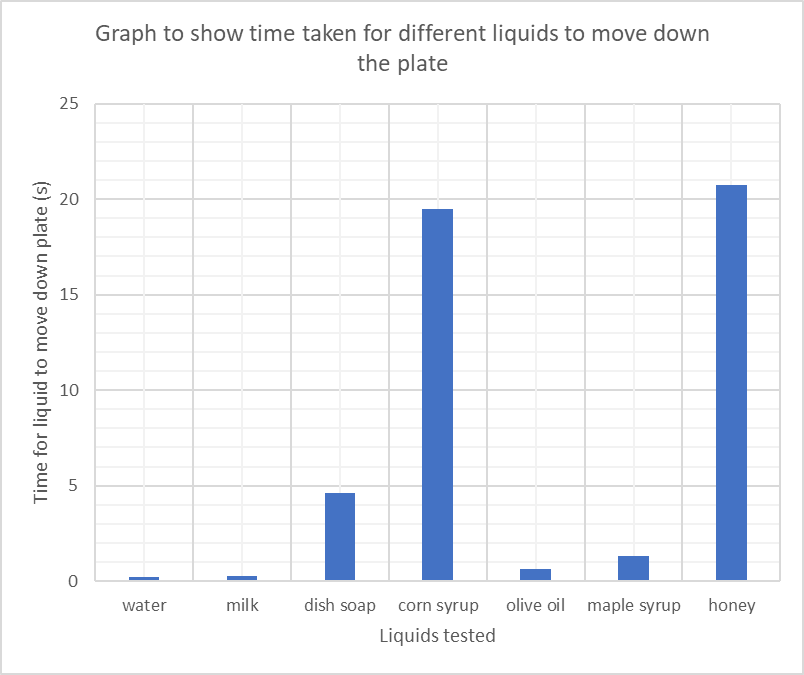 Graph to show time taken for different liquids to move down
the plate
Time for liquid to move down plate (s)
25
20
15
10
5
0
water milk dish soap corn syrup olive oil maple syrup honey
Liquids tested